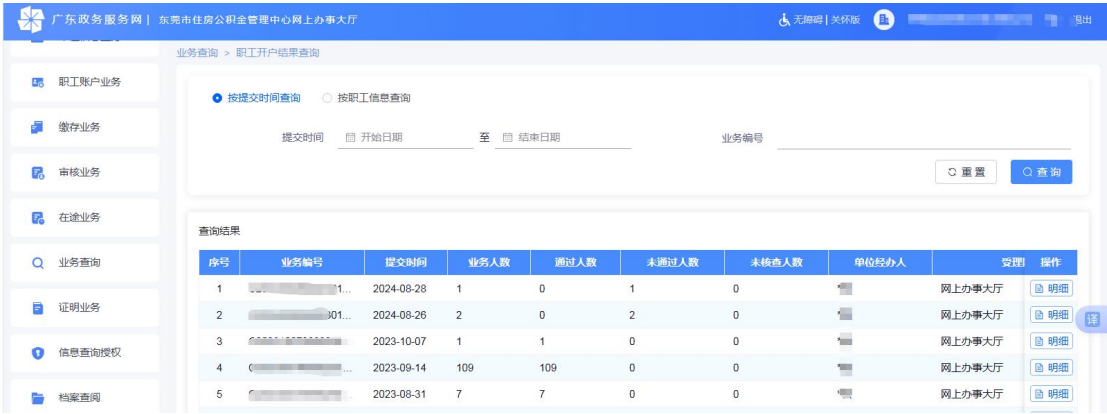 广东政务服务网 | 东莞市住房公积金管理中心网上办事大厅 无障碍 | 关怀版 退出
业务查询 > 职工开户结果查询
职工账户业务
缴存业务
审核业务
在途业务
业务查询
证明业务
信息查询授权
档案查阅
按提交时间查询 按职工信息查询
提交时间 开始日期 至 结束日期 业务编号
重置 查询
查询结果
序号 业务编号 提交时间 业务人数 通过人数 未通过人数 未核查人数 单位经办人 受理 操作
1 2024-08-28 1 0 1 0 网上办事大厅 明细
2 2024-08-26 2 0 2 0 网上办事大厅 明细
3 2023-10-07 1 1 0 0 网上办事大厅 明细
4 2023-09-14 109 109 0 0 网上办事大厅 明细
5 2023-08-31 7 7 0 0 网上办事大厅 明细
译